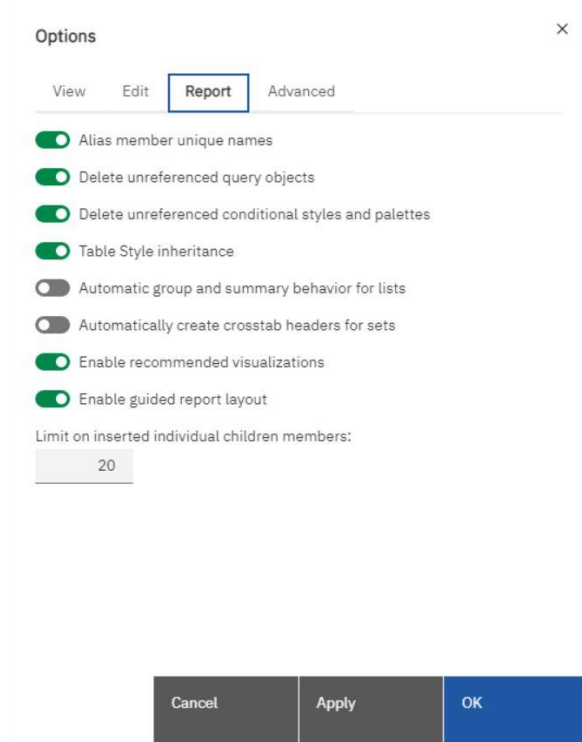 Options
View Edit Report Advanced
Alias member unique names
Delete unreferenced query objects
Delete unreferenced conditional styles and palettes
Table Style inheritance
Automatic group and summary behavior for lists
Automatically create crosstab headers for sets
Enable recommended visualizations
Enable guided report layout
Limit on inserted individual children members:
20
Cancel Apply OK